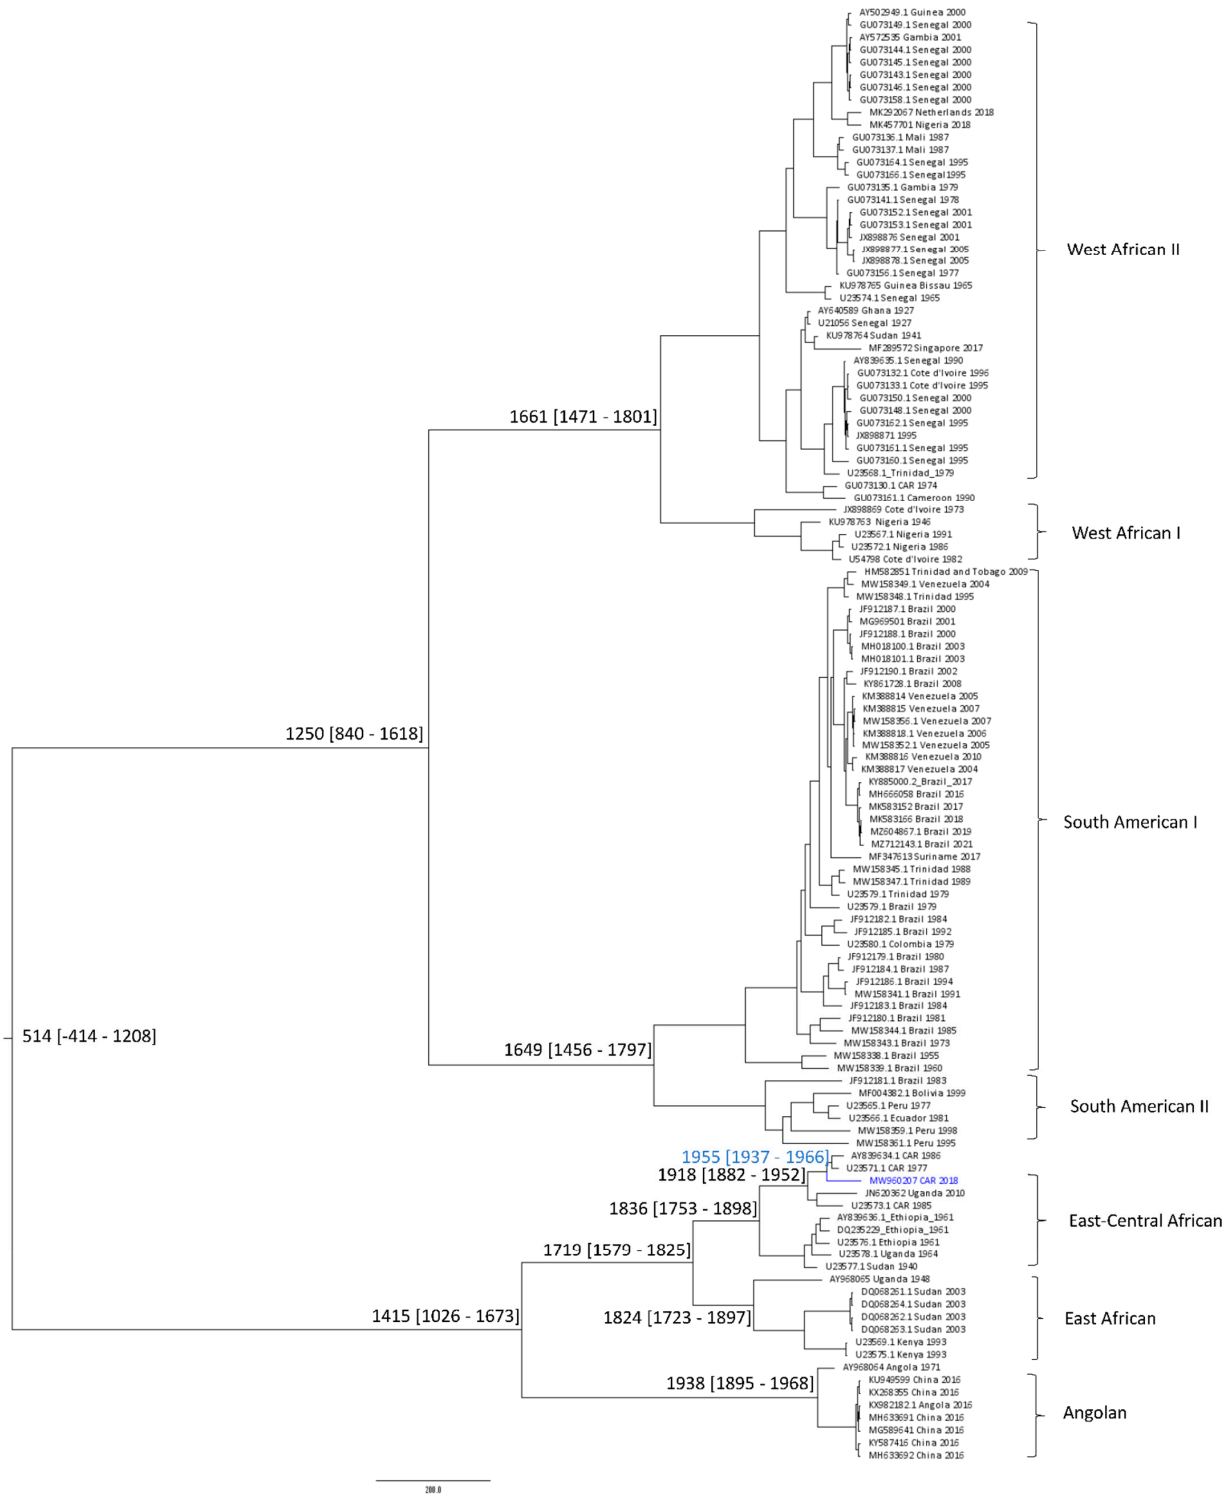 AY502949.1 Guinea 2000
GU073149.1 Senegal 2000
AY572535 Gambia 2001
GU073144.1 Senegal 2000
GU073145.1 Senegal 2000
GU073143.1 Senegal 2000
GU073146.1 Senegal 2000
GU073158.1 Senegal 2000
MK292067 Netherlands 2018
MK457701 Nigeria 2018
GU073136.1 Mali 1987
GU073137.1 Mali 1987
GU073164.1 Senegal 1995
GU073166.1 Senegal1995
GU073135.1 Gambia 1979
GU073141.1 Senegal 1978
GU073152.1 Senegal 2001
GU073153.1 Senegal 2001
JX898876 Senegal 2001
West African II
JX898877.1 Senegal 2005
JX898878.1 Senegal 2005
GU073156.1 Senegal 1977
KU978765 Guinea Bissau 1965
U23574.1 Senegal 1965
AY640589 Ghana 1927
U21056 Senegal 1927
KU978764 Sudan 1941
MF289572 Singapore 2017
AY839635.1 Senegal 1990
GU073132.1 Cote d'Ivoire 1996
GU073133.1 Cote d'Ivoire 1995
GU073150.1 Senegal 2000
GU073148.1 Senegal 2000
1661 [1471 - 1801]
GU073162.1 Senegal 1995
JX898871 1995
GU073161.1 Senegal 1995
GU073160.1 Senegal 1995
U23568.1_Trinidad_1979
GU073130.1 CAR 1974
GU073161.1 Cameroon 1990
JX898869 Cote d'Ivoire 1973
KU978763 Nigeria 1946
U23567.1 Nigeria 1991
West African I
U23572.1 Nigeria 1986
U54798 Cote d'Ivoire 1982
HM582851 Trinidad and Tobago 2009
MW158349.1 Venezuela 2004
MW158348.1 Trinidad 1995
JF912187.1 Brazil 2000
MG969501 Brazil 2001
JF912188.1 Brazil 2000
MH018100.1 Brazil 2003
MH018101.1 Brazil 2003
JF912190.1 Brazil 2002
KY861728.1 Brazil 2008
KM388814 Venezuela 2005
KM388815 Venezuela 2007
MW158356.1 Venezuela 2007
1250 [840 - 1618]
KM388818.1 Venezuela 2006
MW158352.1 Venezuela 2005
KM388816 Venezuela 2010
KM388817 Venezuela 2004
KY885000.2_Brazil_2017
MH666058 Brazil 2016
MK583152 Brazil 2017
MK583166 Brazil 2018
South American I
MZ604867.1 Brazil 2019
MZ712143.1 Brazil 2021
MF347613 Suriname 2017
MW158345.1 Trinidad 1988
MW158347.1 Trinidad 1989
U23579.1 Trinidad 1979
U23579.1 Brazil 1979
JF912182.1 Brazil 1984
JF912185.1 Brazil 1992
U23580.1 Colombia 1979
JF912179.1 Brazil 1980
JF912184.1 Brazil 1987
JF912186.1 Brazil 1994
MW158341.1 Brazil 1991
JF912183.1 Brazil 1984
JF912180.1 Brazil 1981
MW158344.1 Brazil 1985
514 [-414 - 1208]
MW158343.1 Brazil 1973
1649 [1456 - 1797]
MW158338.1 Brazil 1955
MW158339.1 Brazil 1960
JF912181.1 Brazil 1983
MF004382.1 Bolivia 1999
U23565.1 Peru 1977
South American II
U23566.1 Ecuador 1981
MW158359.1 Peru 1998
MW158361.1 Peru 1995
1955 [1937 - 1966]
AY839634.1 CAR 1986
U23571.1 CAR 1977
1918 [1882 - 1952]
MW960207 CAR 2018
JN620362 Uganda 2010
1836 [1753 - 1898]
U23573.1 CAR 1985
AY839636.1_Ethiopia_1961
East-Central African
DQ235229_Ethiopia_1961
U23576.1 Ethiopia 1961
1719 [1579 - 1825]
U23578.1 Uganda 1964
U23577.1 Sudan 1940
AY968065 Uganda 1948
DQ068261.1 Sudan 2003
DQ068264.1 Sudan 2003
1415 [1026 - 1673]
1824 [1723 - 1897]
DQ068262.1 Sudan 2003
East African
DQ068263.1 Sudan 2003
U23569.1 Kenya 1993
U23575.1 Kenya 1993
AY968064 Angola 1971
1938 [1895 - 1968]
KU949599 China 2016
KX268355 China 2016
KX982182.1 Angola 2016
Angolan
MH633691 China 2016
MG589641 China 2016
KY587416 China 2016
MH633692 China 2016
200.0